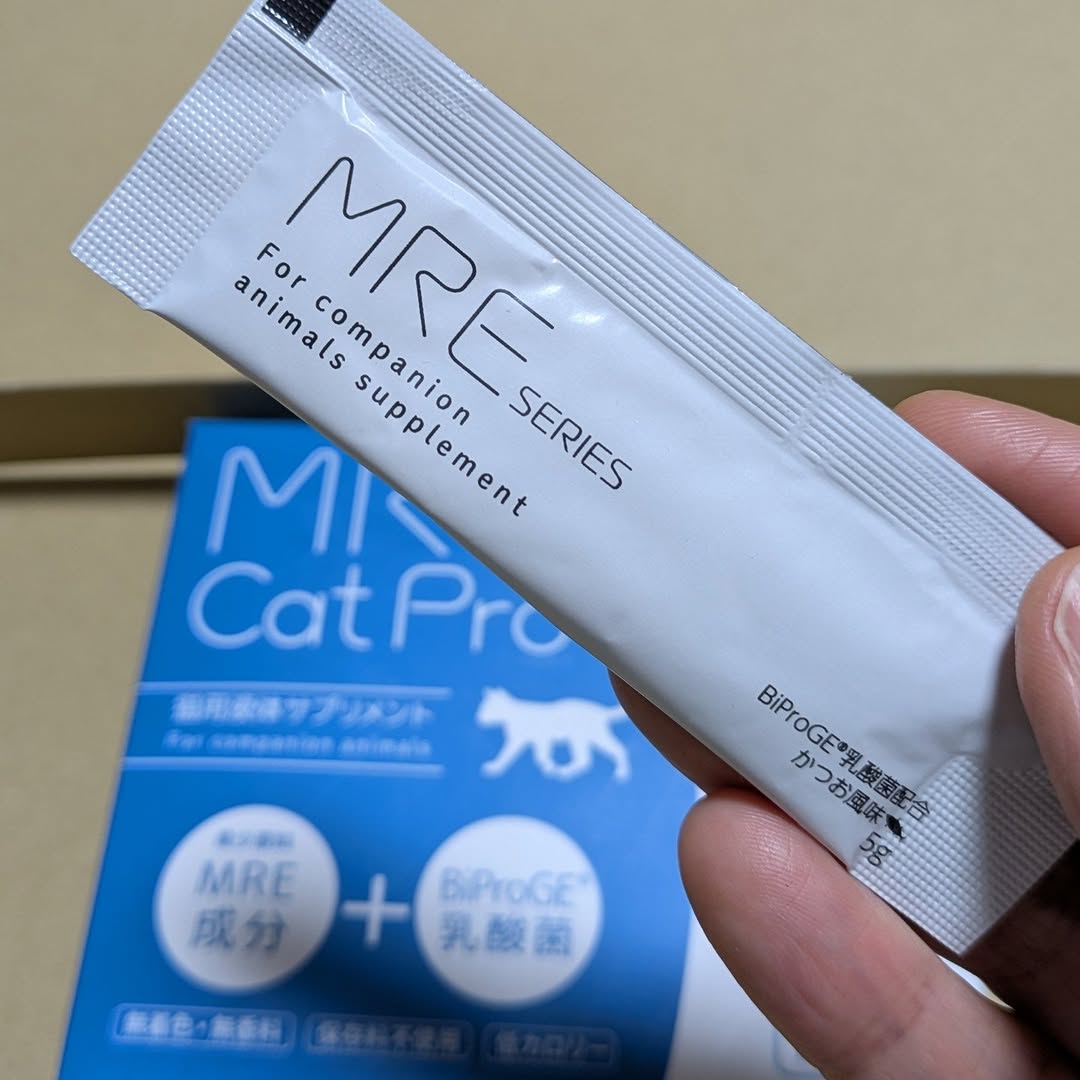 MRE SERIES
For companion
animals supplement
BiProGE®乳酸菌配合
かつお風味
5g
Cat Pro
猫用液体サプリメント
For companion animals
MRE
成分
+
BiProGE®
乳酸菌
無着色・無香料
保存料不使用
低カロリー